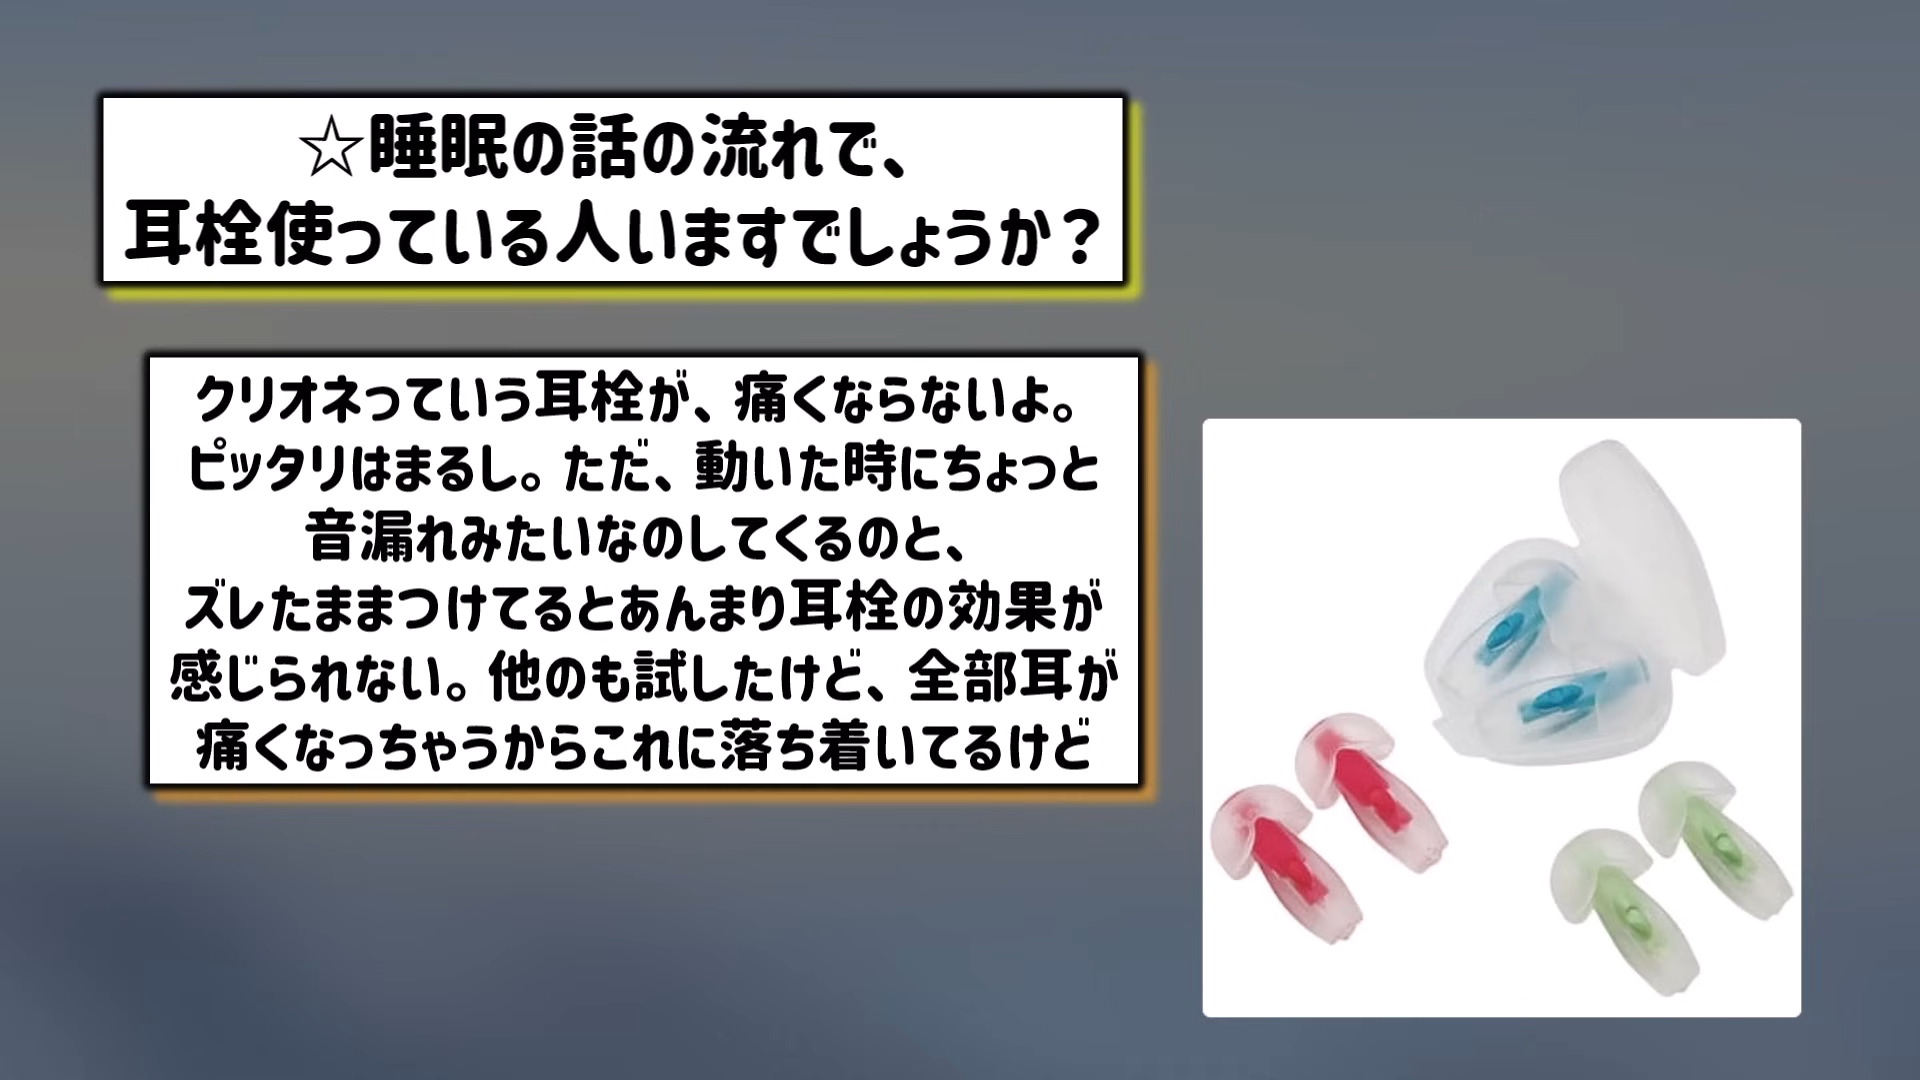 ☆睡眠の話の流れで、
耳栓使っている人いますでしょうか？
クリオネっていう耳栓が、痛くならないよ。
ピッタリはまるし。ただ、動いた時にちょっと
音漏れみたいなのしてくるのと、
ズレたままつけてるとあんまり耳栓の効果が
感じられない。他のも試したけど、全部耳が
痛くなっちゃうからこれに落ち着いてるけど